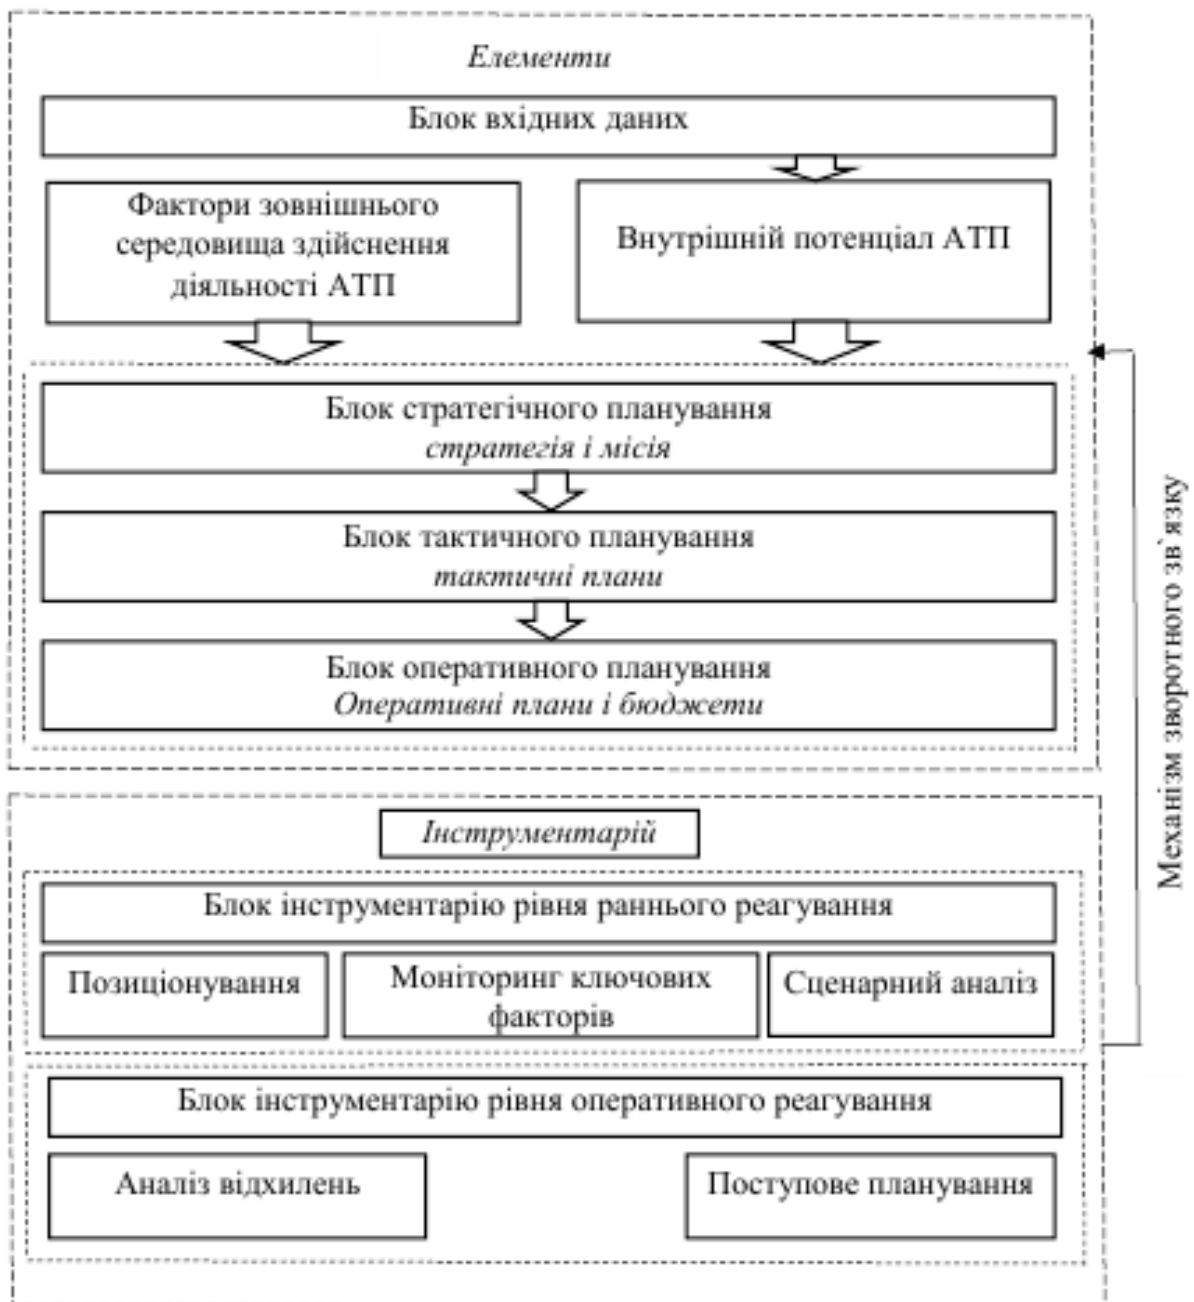 Елементи
Блок вхідних даних
Фактори зовнішнього
середовища здійснення
діяльності АТП
Внутрішній потенціал АТП
Блок стратегічного планування
стратегія і місія
Блок тактичного планування
тактичні плани
Блок оперативного планування
Оперативні плани і бюджети
Механізм зворотного зв`язку
Інструментарій
Блок інструментарію рівня раннього реагування
Позиціонування
Моніторинг ключових
факторів
Сценарний аналіз
Блок інструментарію рівня оперативного реагування
Аналіз відхилень
Поступове планування